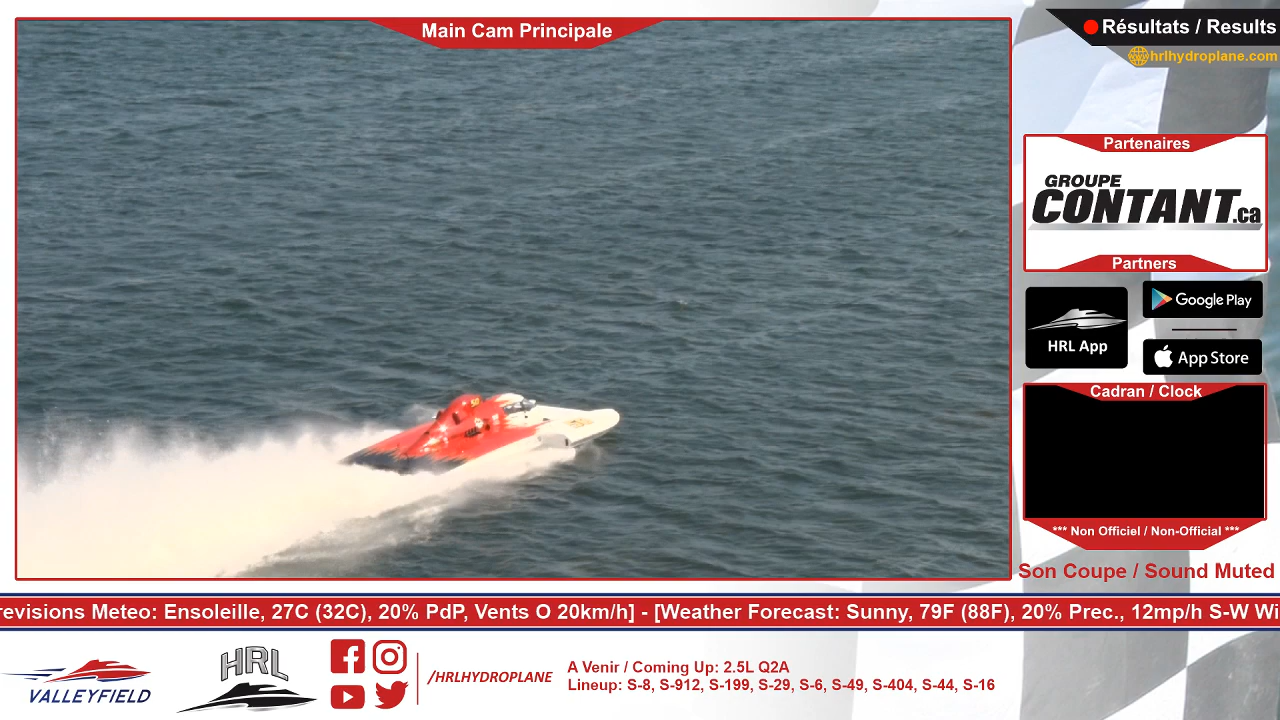 Main Cam Principale
Résultats / Results
hrlhydroplane.com
Partenaires
GROUPE
CONTANT.ca
Partners
HRL App
Google Play
App Store
Cadran / Clock
*** Non Officiel / Non-Official ***
Son Coupe / Sound Muted
revisions Meteo: Ensoleille, 27C (32C), 20% PdP, Vents O 20km/h] - [Weather Forecast: Sunny, 79F (88F), 20% Prec., 12mp/h S-W Wi
VALLEYFIELD
HRL
/HRLHYDROPLANE
A Venir / Coming Up: 2.5L Q2A
Lineup: S-8, S-912, S-199, S-29, S-6, S-49, S-404, S-44, S-16